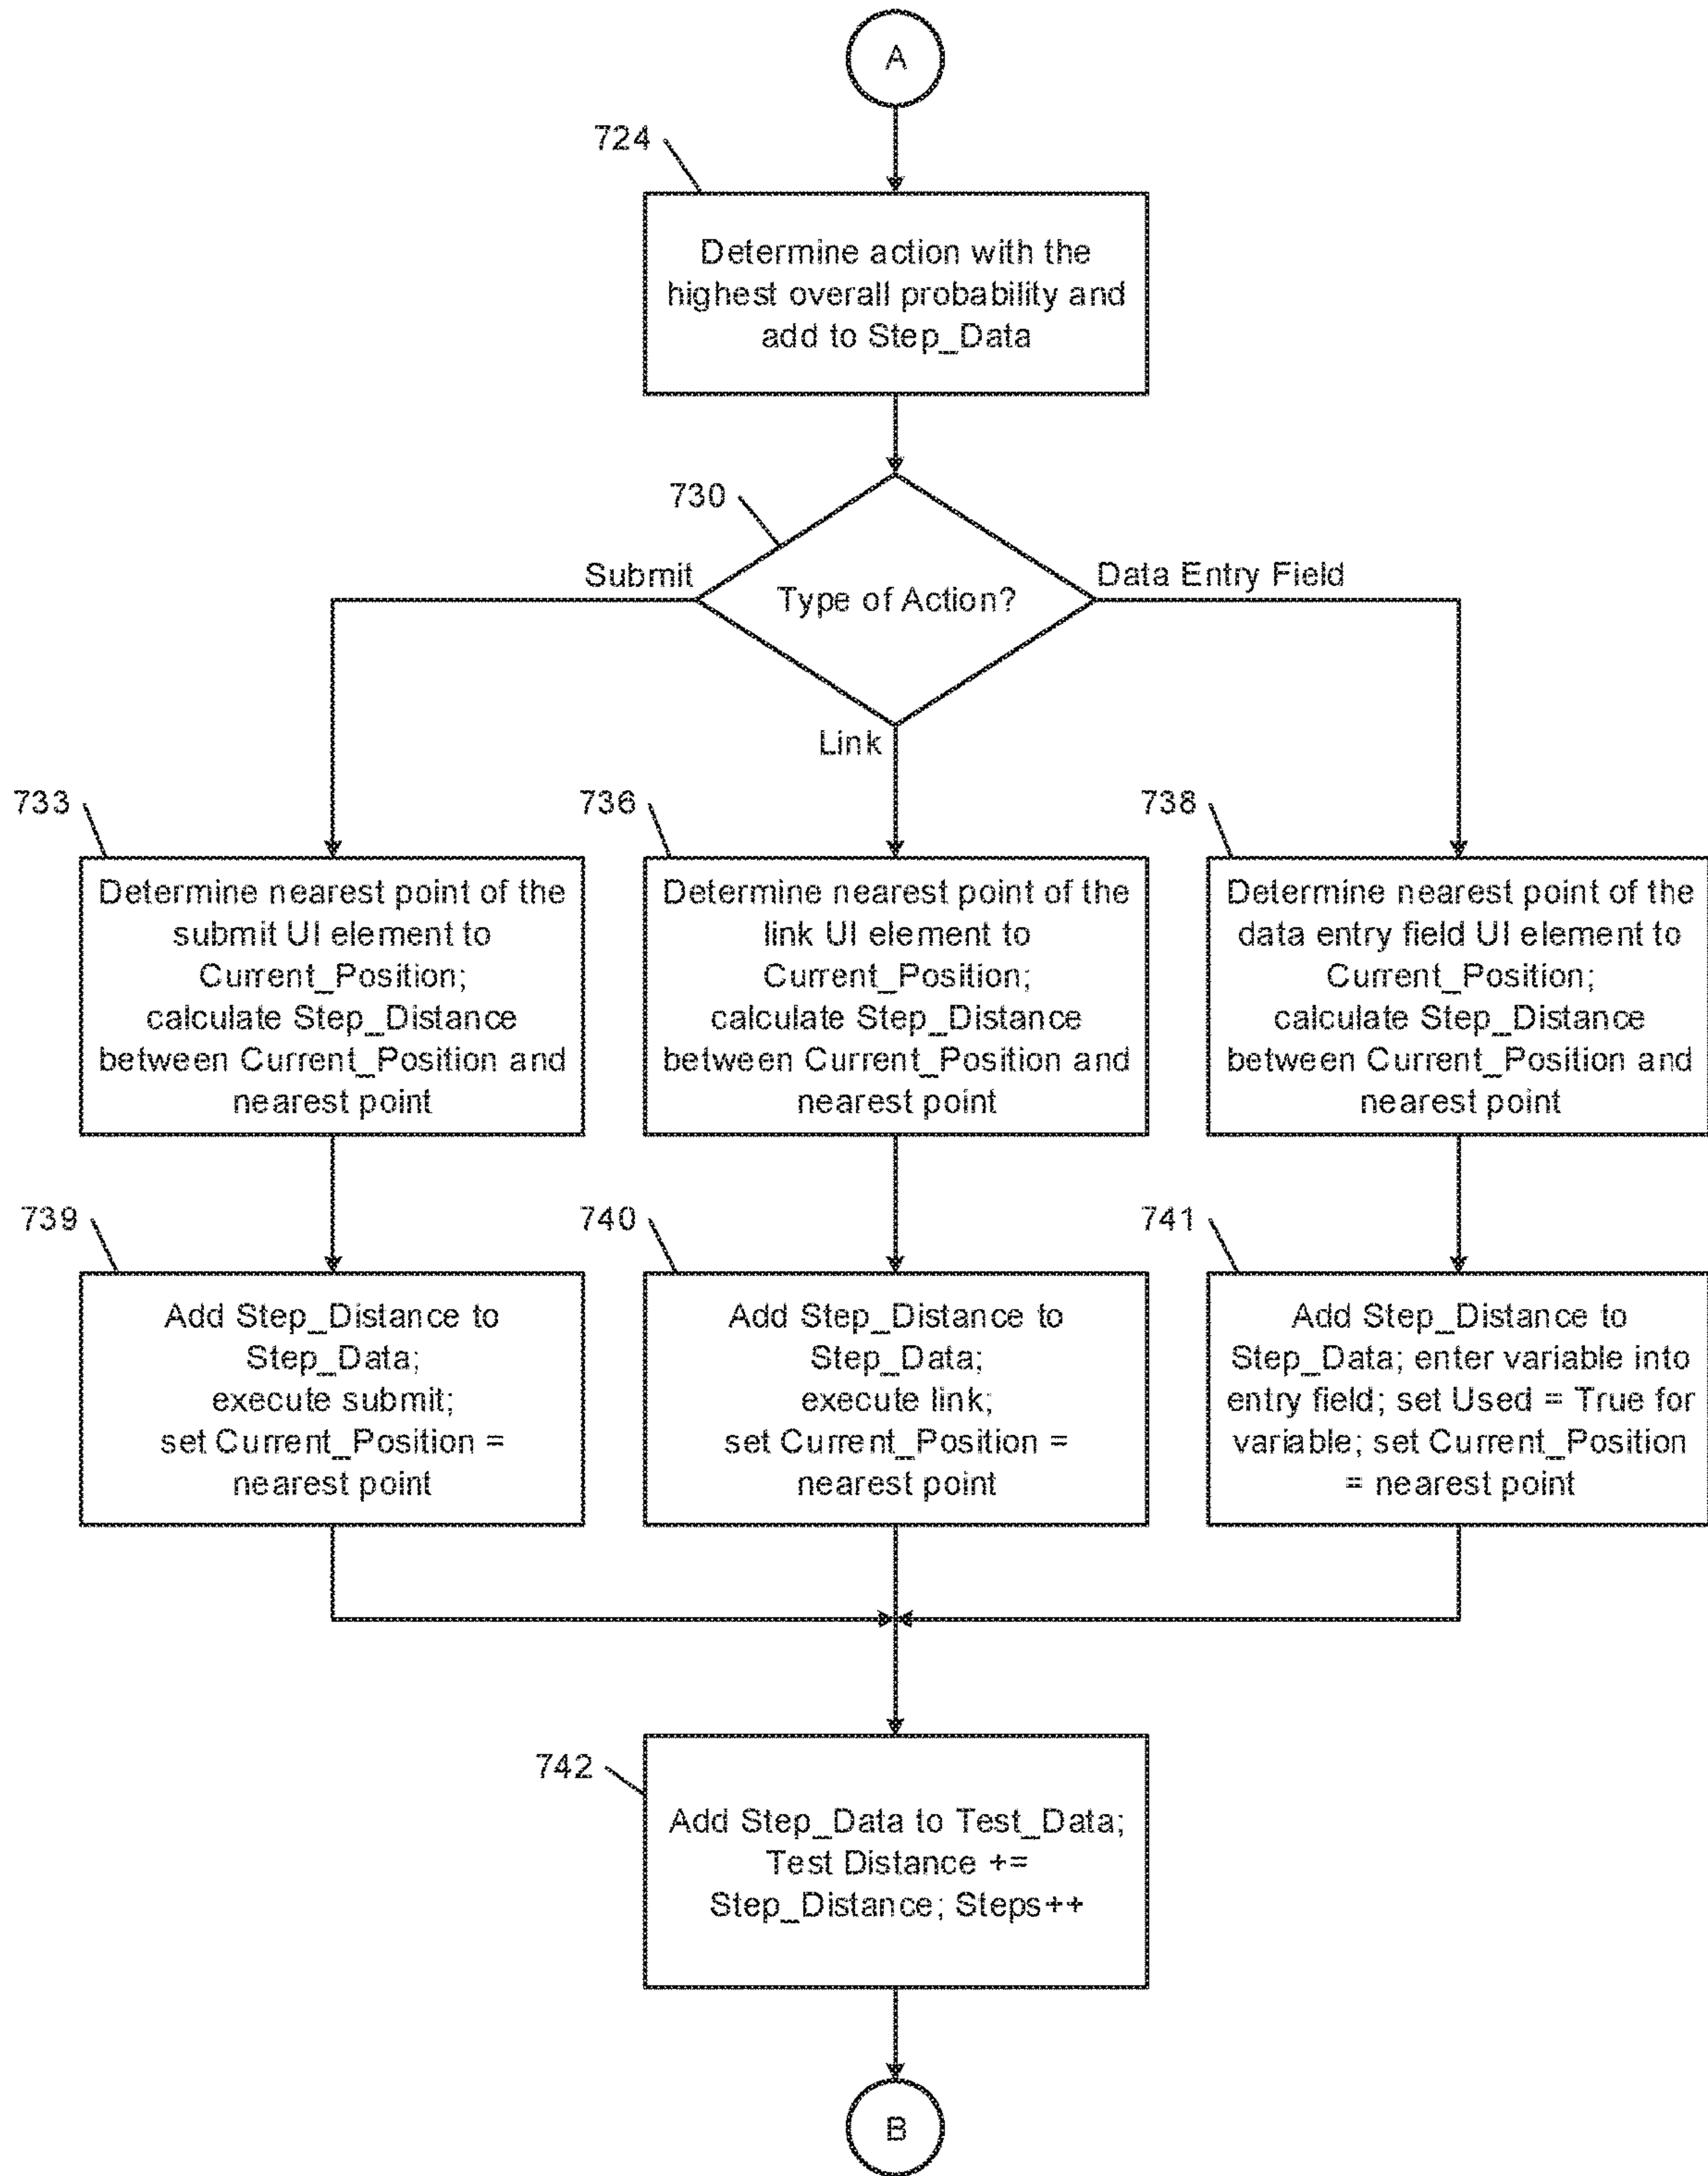 A
724
Determine action with the
highest overall probability and
add to Step_Data
730
Submit
Type of Action?
Data Entry Field
Link
733
Determine nearest point of the
submit UI element to
Current_Position;
calculate Step_Distance
between Current_Position and
nearest point
736
Determine nearest point of the
link UI element to
Current_Position;
calculate Step_Distance
between Current_Position and
nearest point
738
Determine nearest point of the
data entry field UI element to
Current_Position;
calculate Step_Distance
between Current_Position and
nearest point
739
Add Step_Distance to
Step_Data;
execute submit;
set Current_Position =
nearest point
740
Add Step_Distance to
Step_Data;
execute link;
set Current_Position =
nearest point
741
Add Step_Distance to
Step_Data; enter variable into
entry field; set Used = True for
variable; set Current_Position
= nearest point
742
Add Step_Data to Test_Data;
Test Distance +=
Step_Distance; Steps++
B